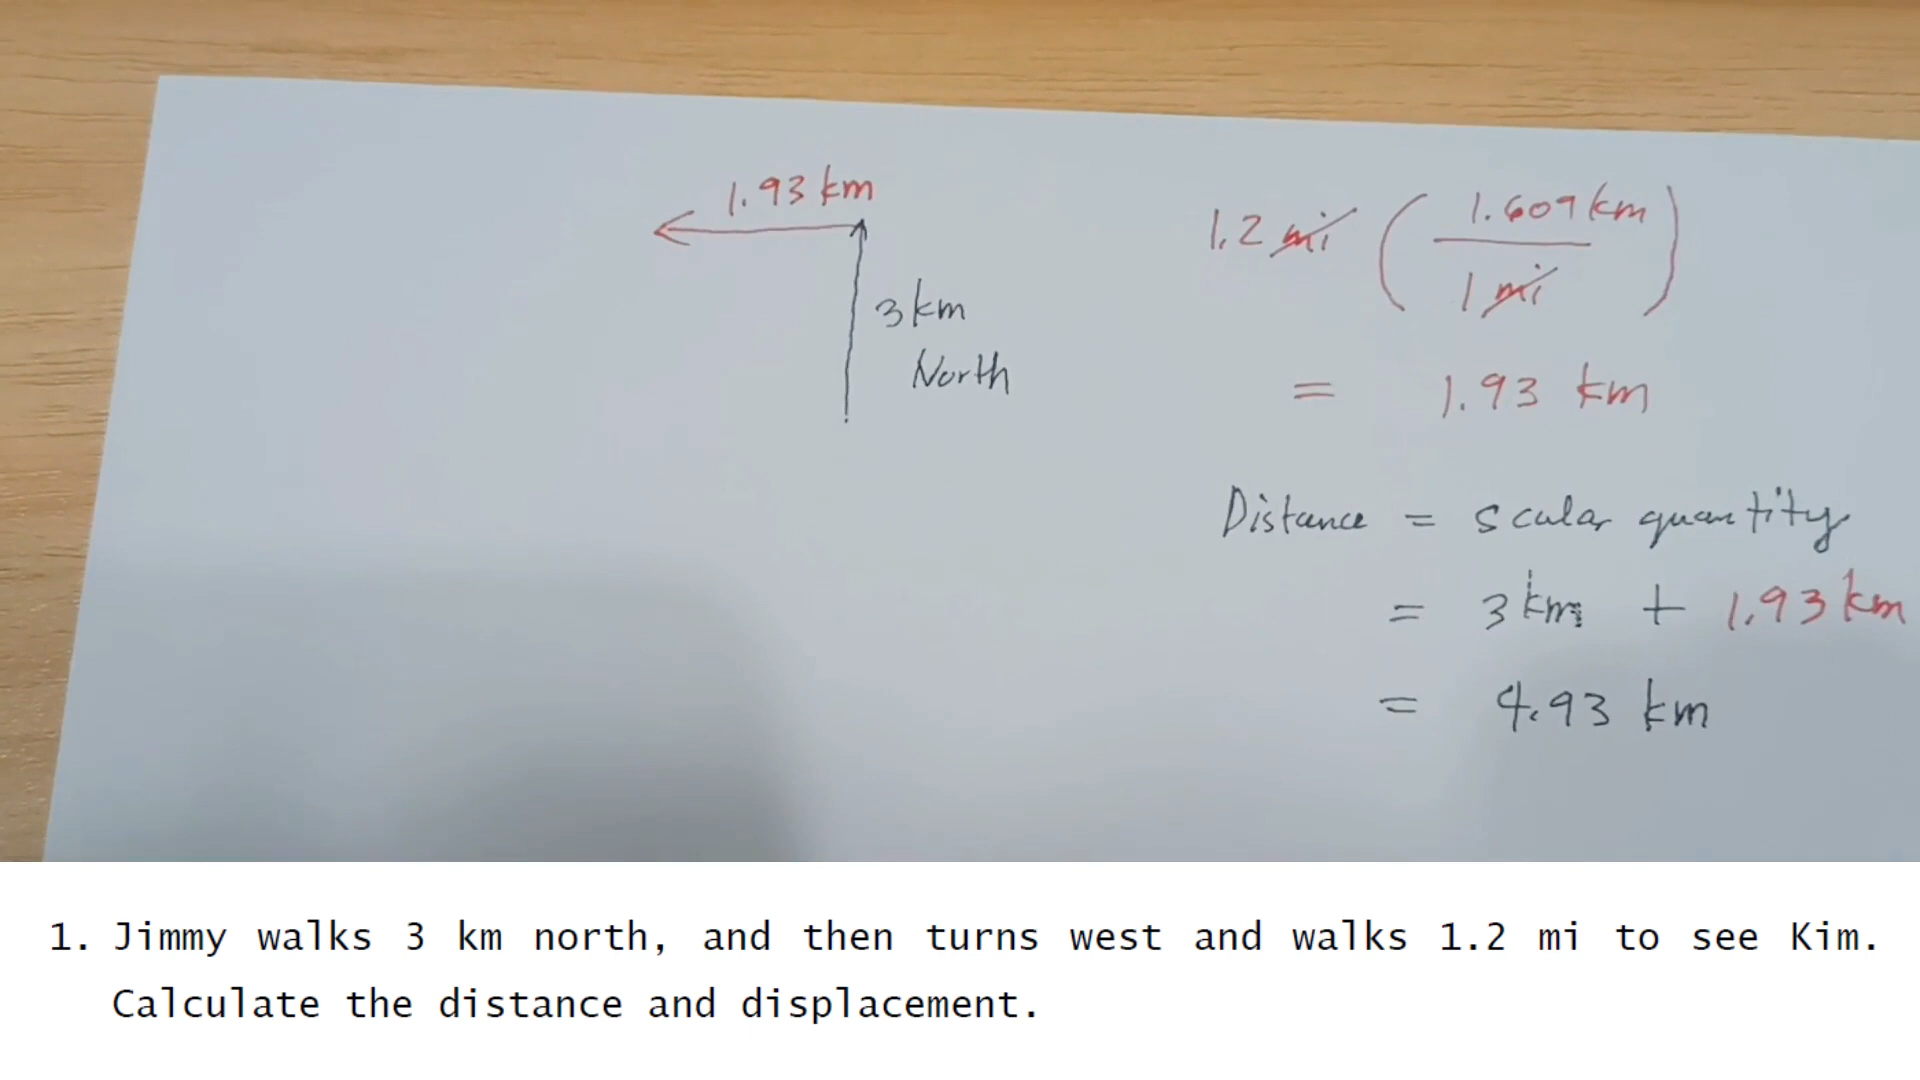 1.93 km
3 km
North
1.2 mi ( 1.609 km / 1 mi )
= 1.93 km
Distance = scalar quantity
= 3 km + 1.93 km
= 4.93 km
1. Jimmy walks 3 km north, and then turns west and walks 1.2 mi to see Kim.
Calculate the distance and displacement.